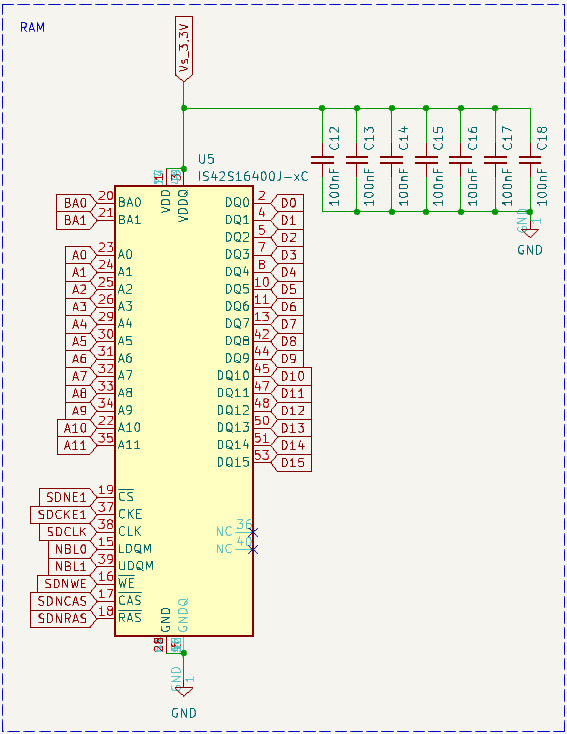 RAM
Vs_3.3V
C12
C13
C14
C15
C16
C17
C18
100nF
100nF
100nF
100nF
100nF
100nF
100nF
GND
1
GND
U5
IS42S16400J-xC
VDD
VDDQ
BA0 20 BA0
BA1 21 BA1
A0 23 A0
A1 24 A1
A2 25 A2
A3 26 A3
A4 29 A4
A5 30 A5
A6 31 A6
A7 32 A7
A8 33 A8
A9 34 A9
A10 22 A10
A11 35 A11
SDNE1 19 CS
SDCKE1 37 CKE
SDCLK 38 CLK
NBL0 15 LDQM
NBL1 39 UDQM
SDNWE 16 WE
SDNCAS 17 CAS
SDNRAS 18 RAS
DQ0 2 D0
DQ1 4 D1
DQ2 5 D2
DQ3 7 D3
DQ4 8 D4
DQ5 10 D5
DQ6 11 D6
DQ7 13 D7
DQ8 42 D8
DQ9 44 D9
DQ10 45 D10
DQ11 47 D11
DQ12 48 D12
DQ13 50 D13
DQ14 51 D14
DQ15 53 D15
NC 36
NC 40
GND
GNDQ
GND
1
GND